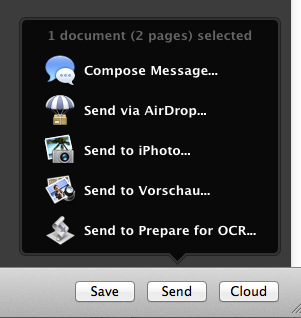 1 document (2 pages) selected
Compose Message...
Send via AirDrop...
Send to iPhoto...
Send to Vorschau...
Send to Prepare for OCR...
Save Send Cloud